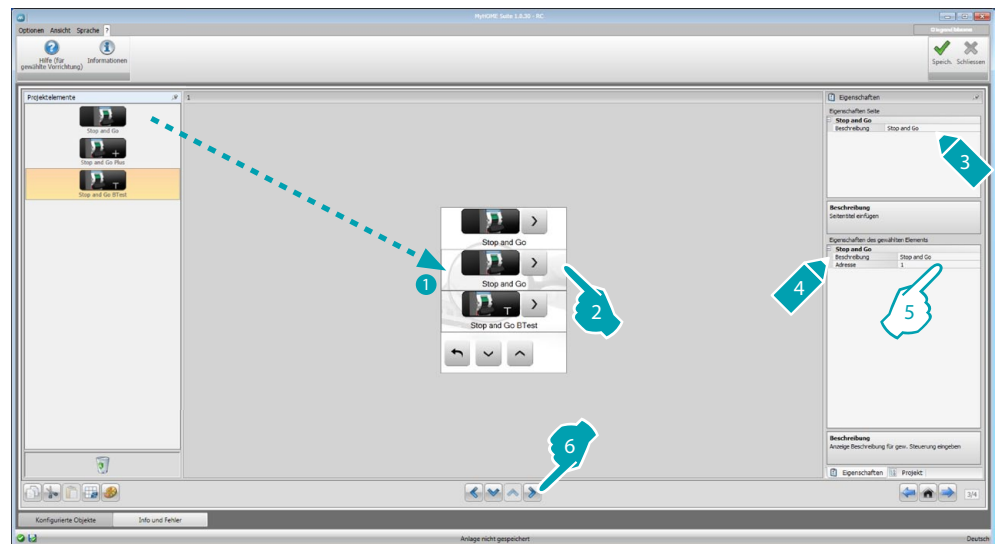 MyHOME Suite 1.8.30 - RC
Optionen Ansicht Sprache ?
Hilfe (für gewühlte Vorrichtung)
Informationen
Speich. Schliessen
Projektelemente
Stop and Go
Stop and Go Plus
T
Stop and Go BTest
1
Stop and Go
Stop and Go
T
Stop and Go BTest
1
2
6
Eigenschaften
Eigenschaften Seite
Stop and Go
Beschreibung Stop and Go
3
Beschreibung
Seitentitel einfügen
Eigenschaften des gewählten Elements
Stop and Go
Beschreibung Stop and Go
Adresse 1
4
5
Beschreibung
Anzeige Beschreibung für gew. Steuerung eingeben
Eigenschaften Projekt
3/4
Konfigurierte Objekte Info und Fehler
Anlage nicht gespeichert
Deutsch